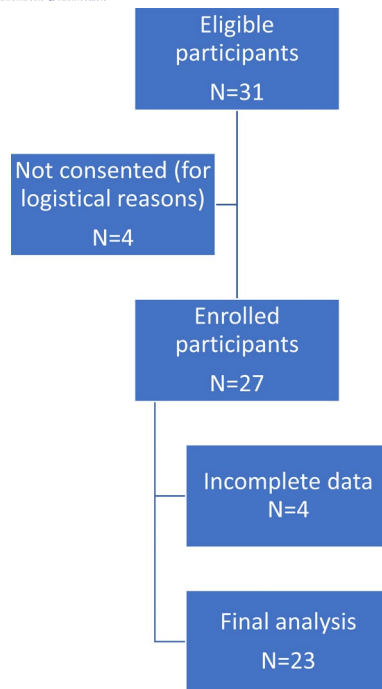 Eligible
participants
N=31
Not consented (for
logistical reasons)
N=4
Enrolled
participants
N=27
Incomplete data
N=4
Final analysis
N=23